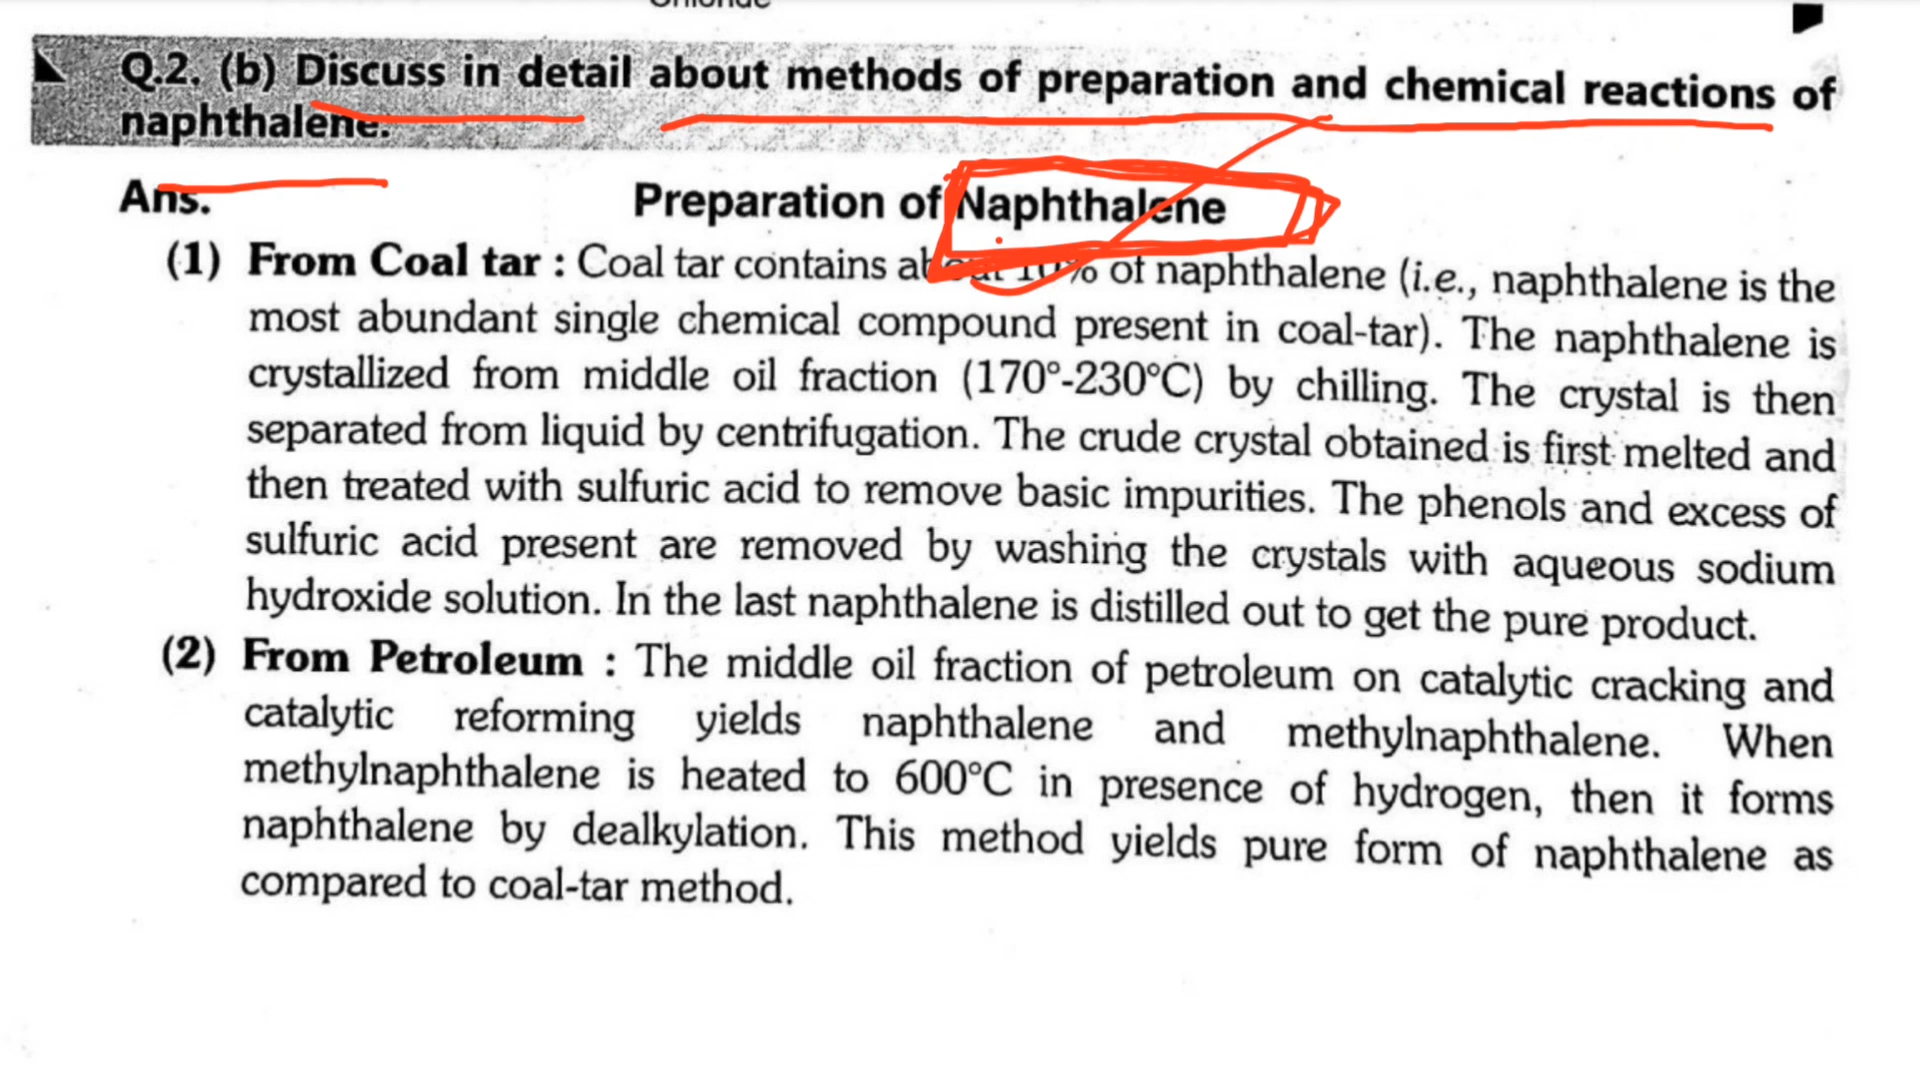 Q.2. (b) Discuss in detail about methods of preparation and chemical reactions of
naphthalene.
Ans. Preparation of Naphthalene
(1) From Coal tar : Coal tar contains about 10% of naphthalene (i.e., naphthalene is the
most abundant single chemical compound present in coal-tar). The naphthalene is
crystallized from middle oil fraction (170°-230°C) by chilling. The crystal is then
separated from liquid by centrifugation. The crude crystal obtained is first melted and
then treated with sulfuric acid to remove basic impurities. The phenols and excess of
sulfuric acid present are removed by washing the crystals with aqueous sodium
hydroxide solution. In the last naphthalene is distilled out to get the pure product.
(2) From Petroleum : The middle oil fraction of petroleum on catalytic cracking and
catalytic reforming yields naphthalene and methylnaphthalene. When
methylnaphthalene is heated to 600°C in presence of hydrogen, then it forms
naphthalene by dealkylation. This method yields pure form of naphthalene as
compared to coal-tar method.